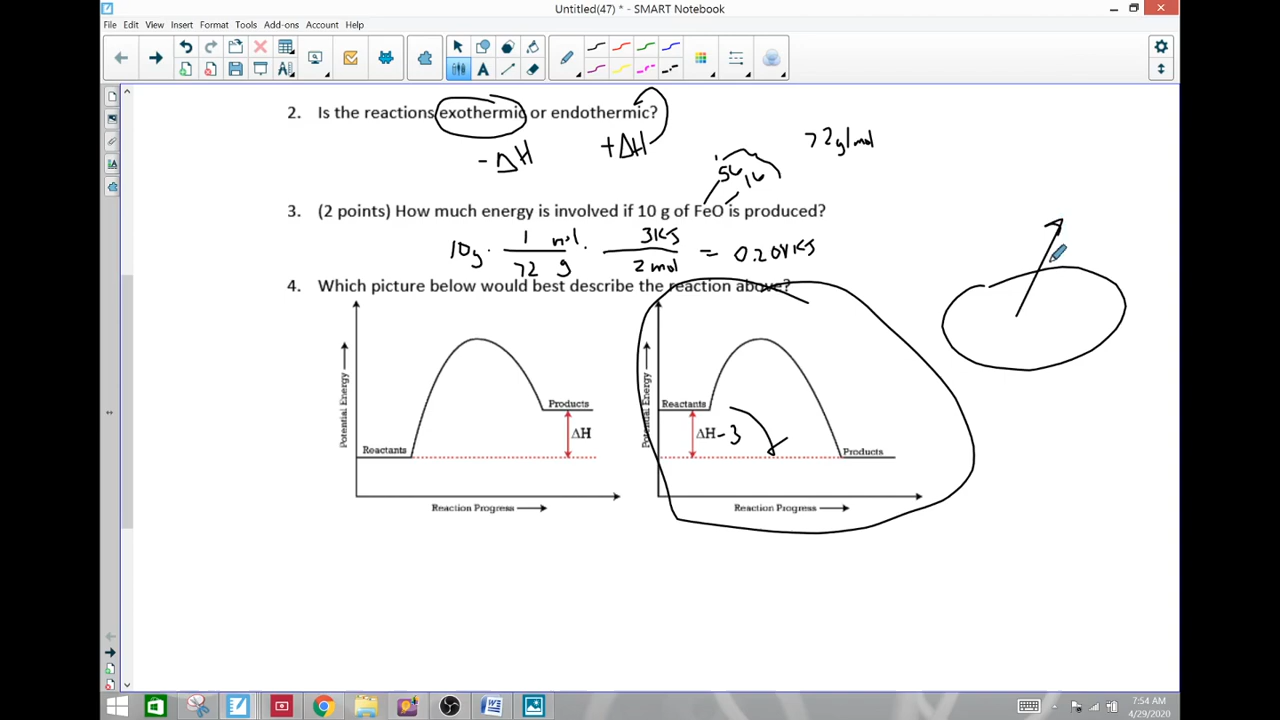 Untitled(47) * - SMART Notebook
File Edit View Insert Format Tools Add-ons Account Help
2. Is the reactions exothermic or endothermic?
- ΔH
+ΔH
72g/mol
56 16
3. (2 points) How much energy is involved if 10 g of FeO is produced?
10g · 1 mol · 3KJ = 0.208KJ
72 g 2 mol
4. Which picture below would best describe the reaction above?
Potential Energy
Products
ΔH
Reactants
Reaction Progress
Potential Energy
Reactants
ΔH -3
Products
Reaction Progress
7:54 AM
4/29/2020